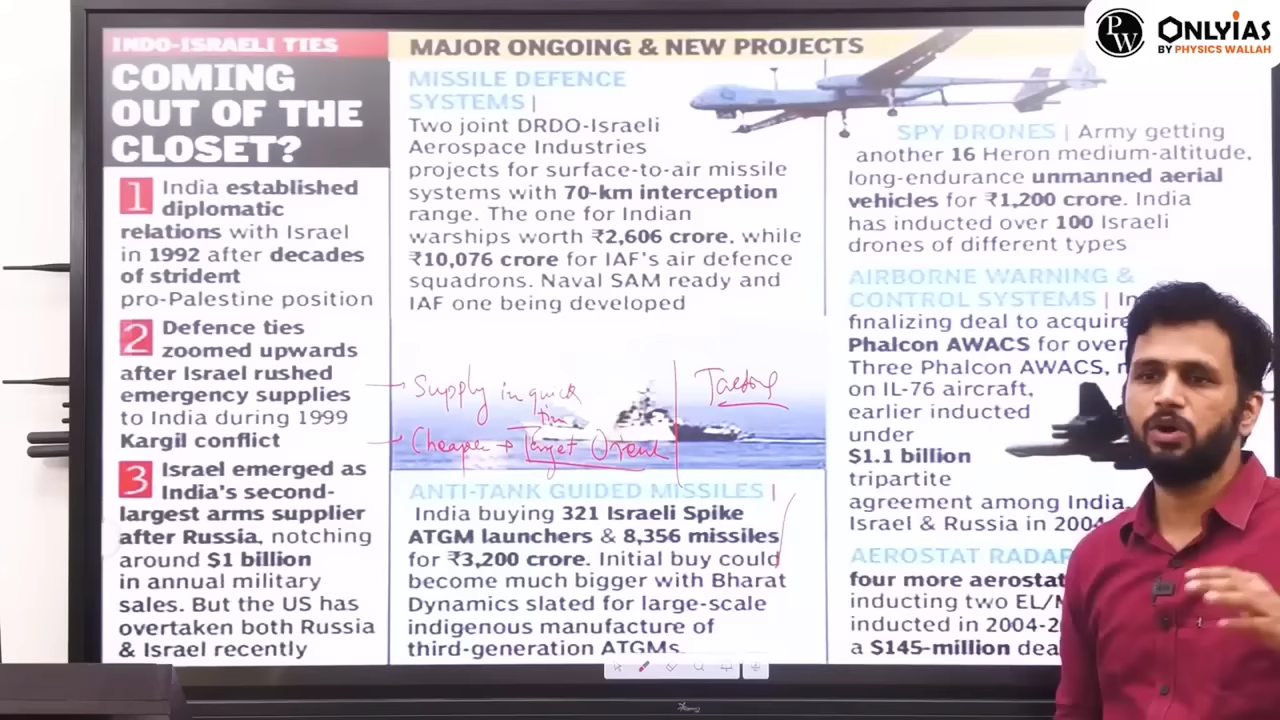 PW
ONLYIAS
BY PHYSICS WALLAH
INDO-ISRAELI TIES
COMING
OUT OF THE
CLOSET?
1 India established
diplomatic
relations with Israel
in 1992 after decades
of strident
pro-Palestine position
2 Defence ties
zoomed upwards
after Israel rushed
emergency supplies
to India during 1999
Kargil conflict
3 Israel emerged as
India's second-
largest arms supplier
after Russia, notching
around $1 billion
in annual military
sales. But the US has
overtaken both Russia
& Israel recently
MAJOR ONGOING & NEW PROJECTS
MISSILE DEFENCE
SYSTEMS |
Two joint DRDO-Israeli
Aerospace Industries
projects for surface-to-air missile
systems with 70-km interception
range. The one for Indian
warships worth ₹2,606 crore, while
₹10,076 crore for IAF's air defence
squadrons. Naval SAM ready and
IAF one being developed
Supply in quick
Cheaper → Target
ANTI-TANK GUIDED MISSILES |
India buying 321 Israeli Spike
ATGM launchers & 8,356 missiles
for ₹3,200 crore. Initial buy could
become much bigger with Bharat
Dynamics slated for large-scale
indigenous manufacture of
third-generation ATGMs.
SPY DRONES | Army getting
another 16 Heron medium-altitude,
long-endurance unmanned aerial
vehicles for ₹1,200 crore. India
has inducted over 100 Israeli
drones of different types
AIRBORNE WARNING &
CONTROL SYSTEMS |
finalizing deal to acquire
Phalcon AWACS for over
Three Phalcon AWACS,
on IL-76 aircraft,
earlier inducted
under
$1.1 billion
tripartite
agreement among India,
Israel & Russia in 2004
AEROSTAT RADAR
four more aerostat
inducting two
inducted in 2004-
a $145-million deal